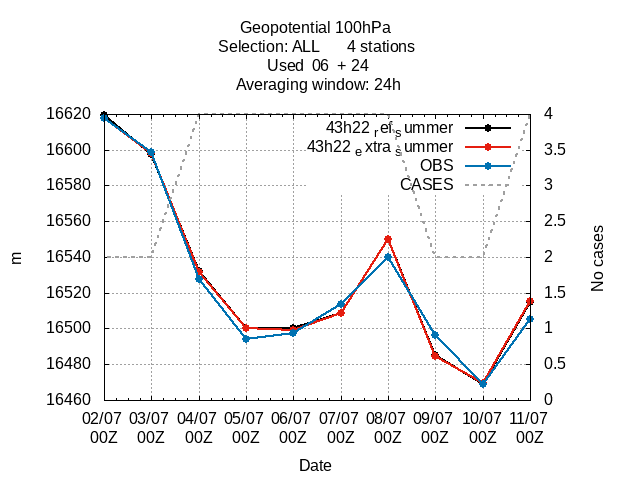 Geopotential 100hPa
Selection: ALL 4 stations
Used 06 + 24
Averaging window: 24h
43h22 ref summer
43h22 extra summer
OBS
CASES
16620
16600
16580
16560
16540
16520
16500
16480
16460
4
3.5
3
2.5
2
1.5
1
0.5
0
m
No cases
02/07 03/07 04/07 05/07 06/07 07/07 08/07 09/07 10/07 11/07
00Z 00Z 00Z 00Z 00Z 00Z 00Z 00Z 00Z 00Z
Date